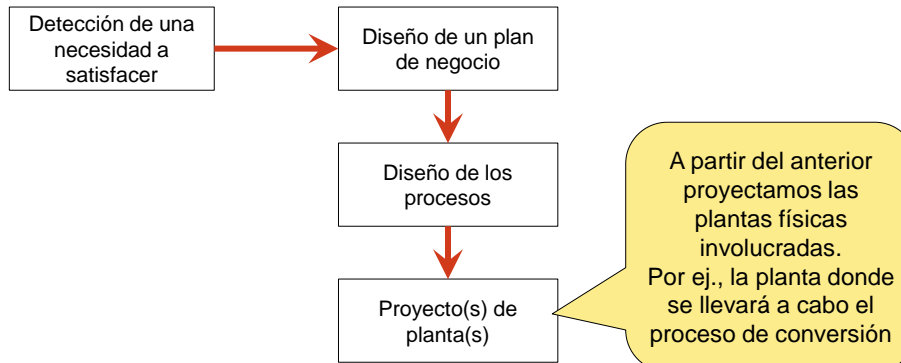 Detección de una
necesidad a
satisfacer
Diseño de un plan
de negocio
Diseño de los
procesos
Proyecto(s) de
planta(s)
A partir del anterior
proyectamos las
plantas físicas
involucradas.
Por ej., la planta donde
se llevará a cabo el
proceso de conversión